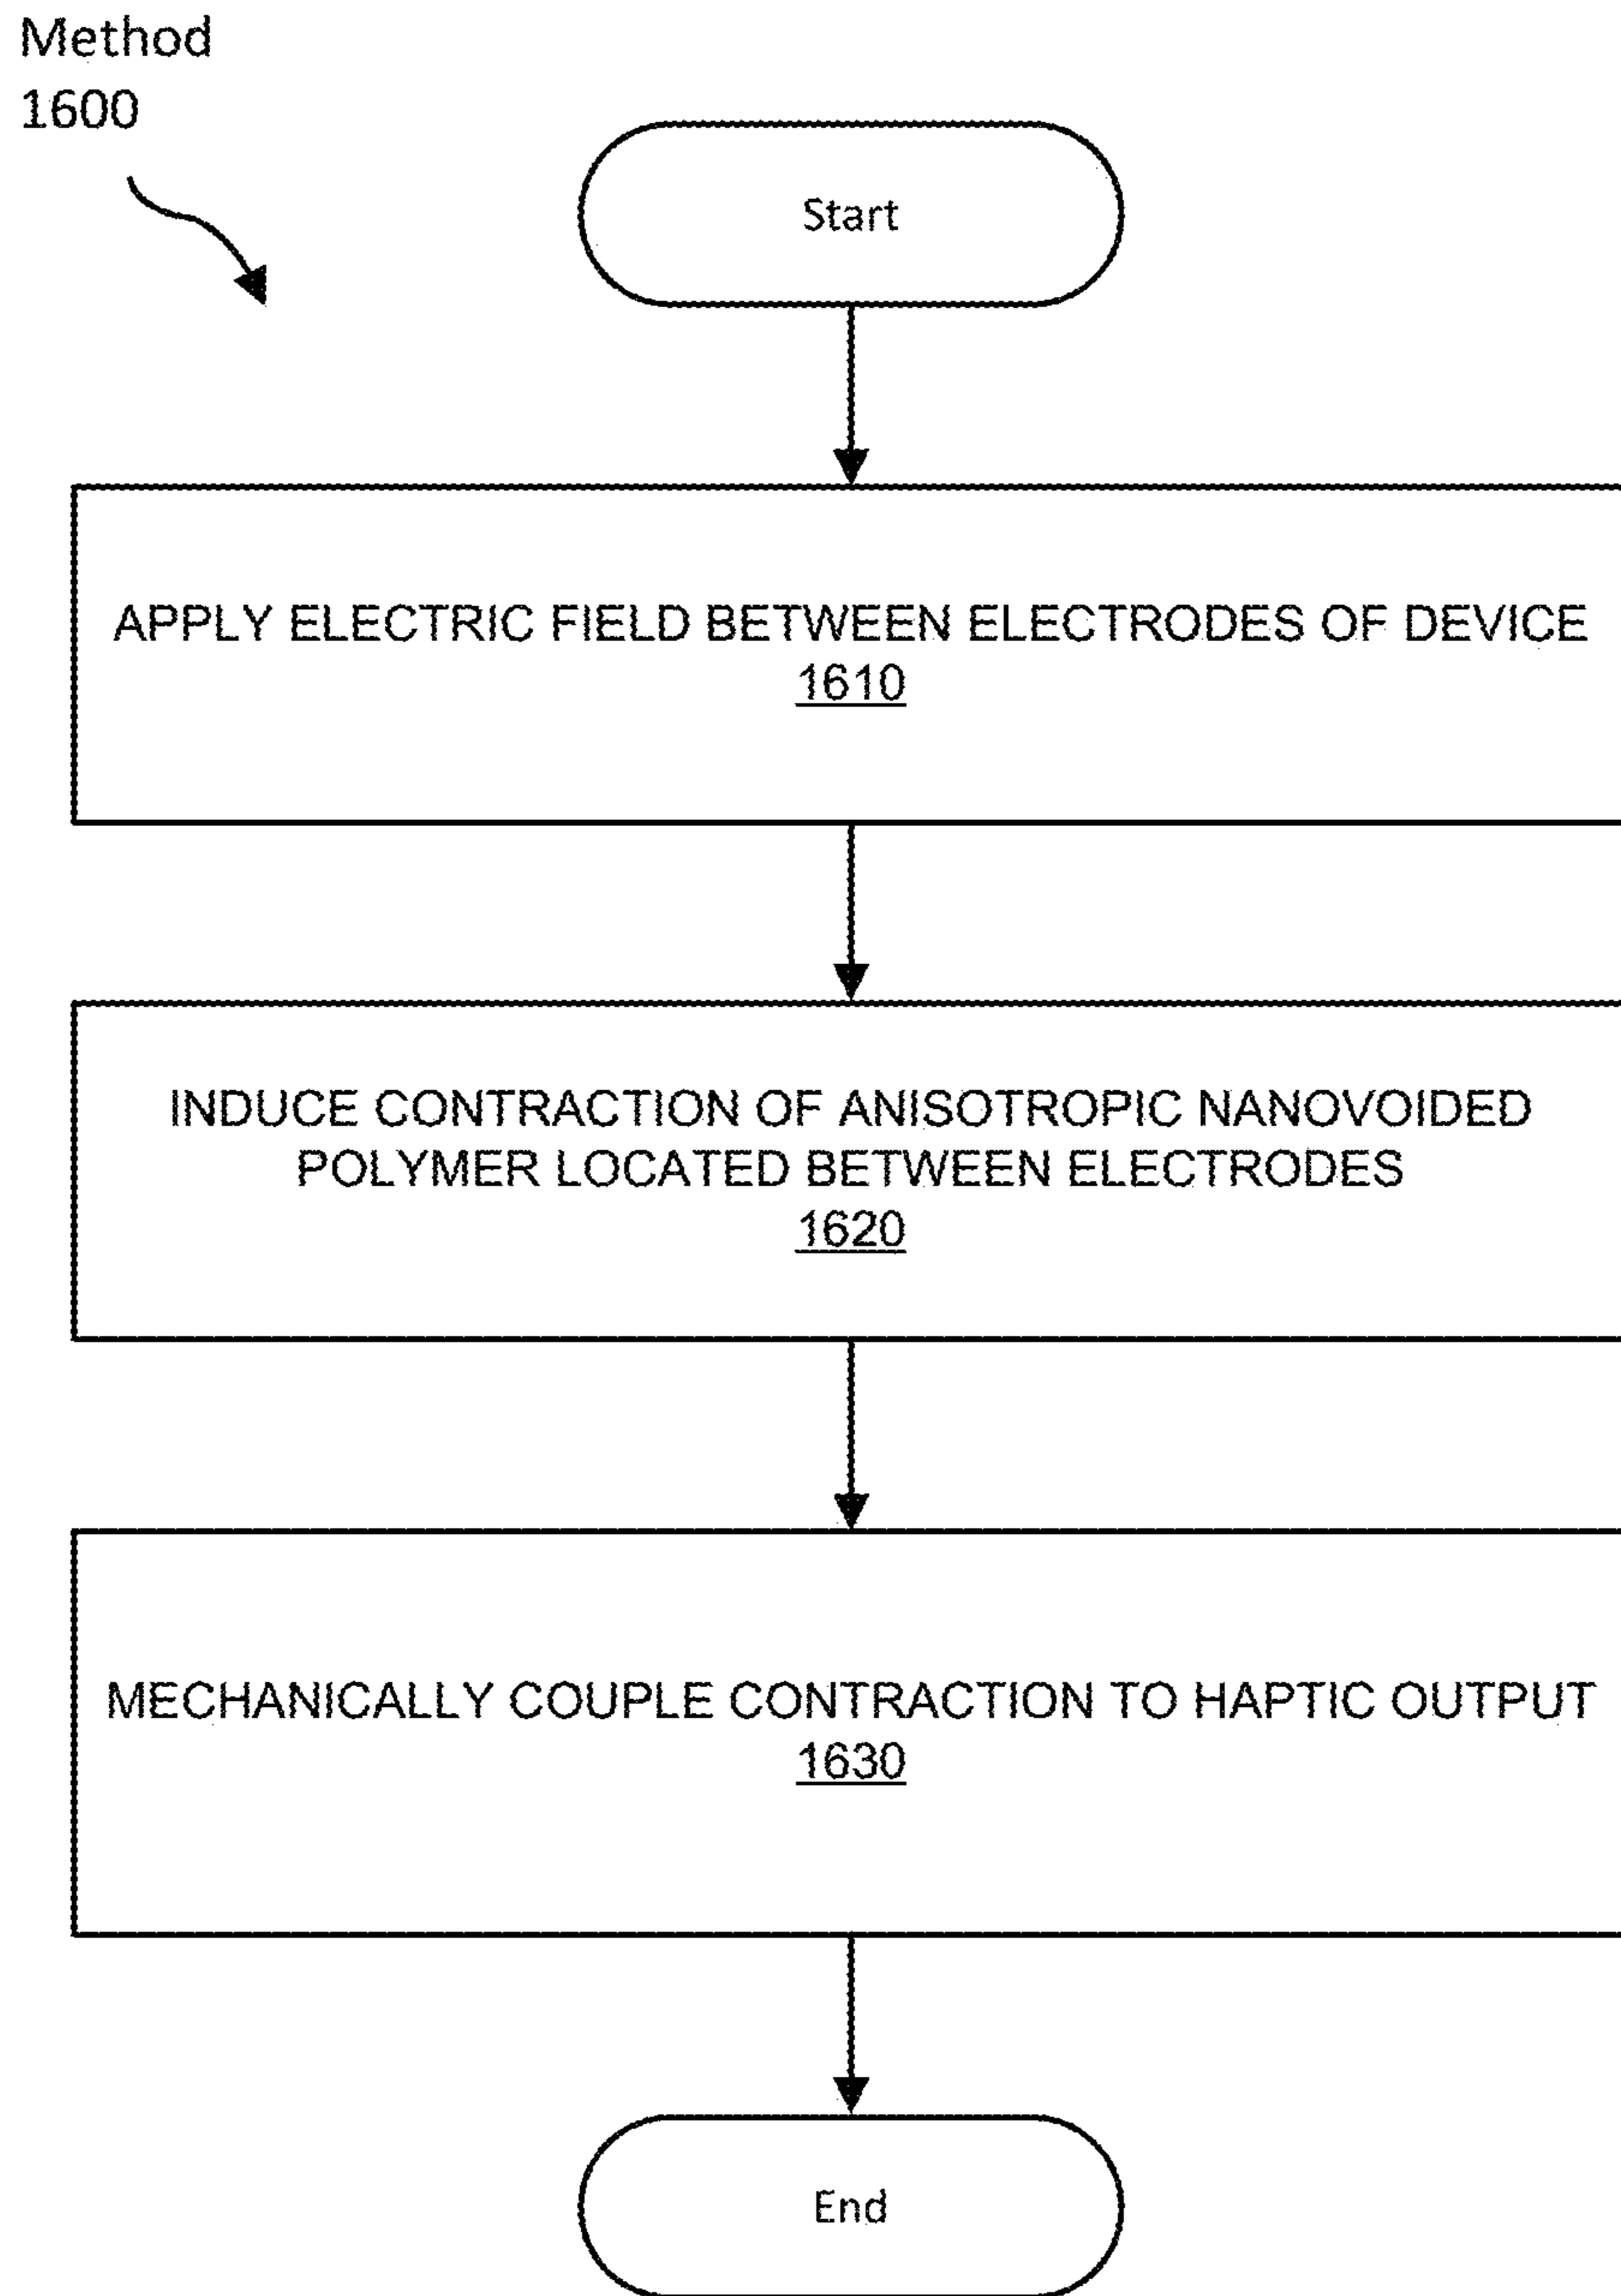 Method
1600
Start
APPLY ELECTRIC FIELD BETWEEN ELECTRODES OF DEVICE
1610
INDUCE CONTRACTION OF ANISOTROPIC NANOVOIDED
POLYMER LOCATED BETWEEN ELECTRODES
1620
MECHANICALLY COUPLE CONTRACTION TO HAPTIC OUTPUT
1630
End